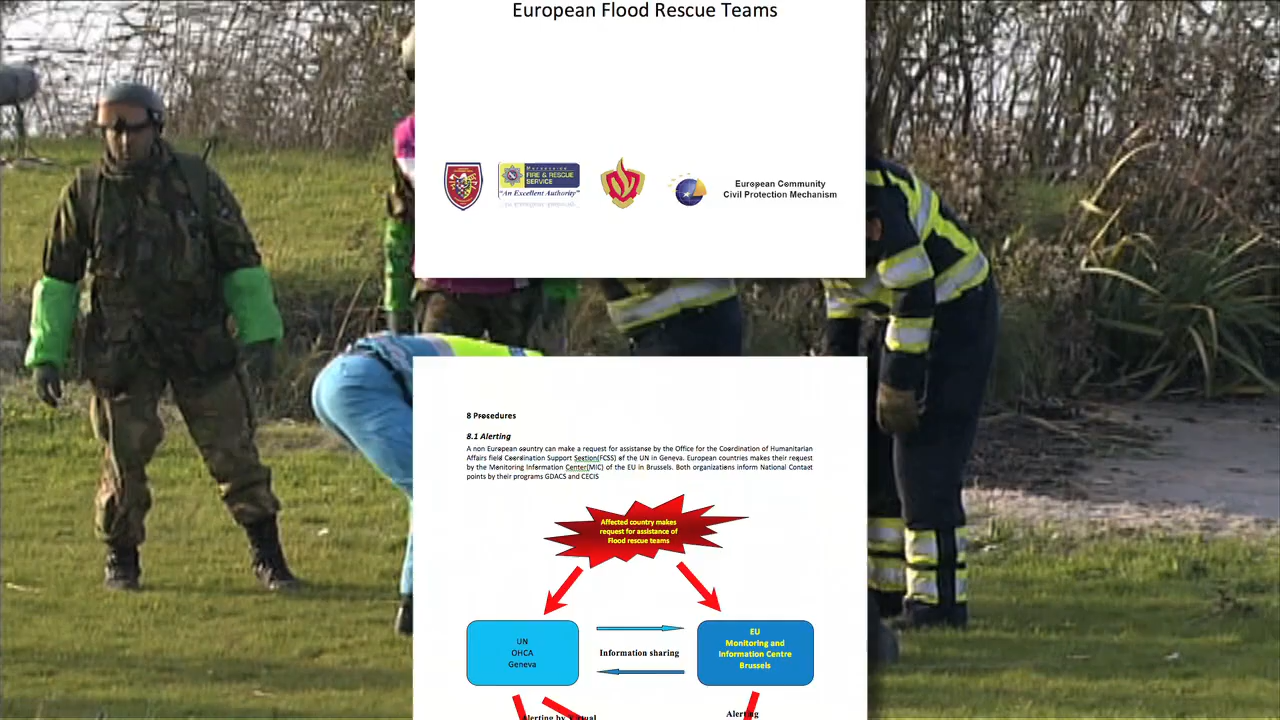 European Flood Rescue Teams
Merseyside
FIRE & RESCUE
SERVICE
"An Excellent Authority"
European Community
Civil Protection Mechanism
8 Procedures
8.1 Alerting
A non European country can make a request for assistance by the Office for the Coordination of Humanitarian
Affairs field Coordination Support Section(FCSS) of the UN in Geneva. European countries makes their request
by the Monitoring Information Center(MIC) of the EU in Brussels. Both organizations inform National Contact
points by their programs GDACS and CECIS
Affected country makes
request for assistance of
Flood rescue teams
UN
OHCA
Geneva
Information sharing
EU
Monitoring and
Information Centre
Brussels
Alerting by virtual
Alerting